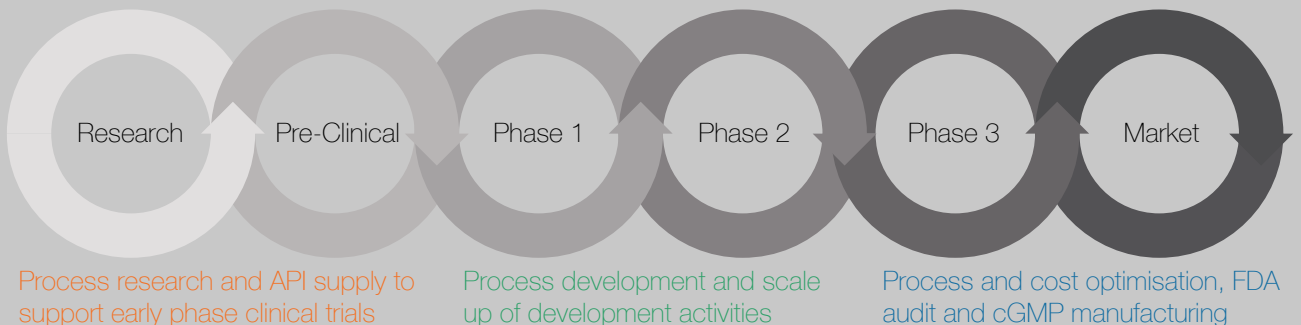 Research
Pre-Clinical
Phase 1
Phase 2
Phase 3
Market
Process research and API supply to
support early phase clinical trials
Process development and scale
up of development activities
Process and cost optimisation, FDA
audit and cGMP manufacturing